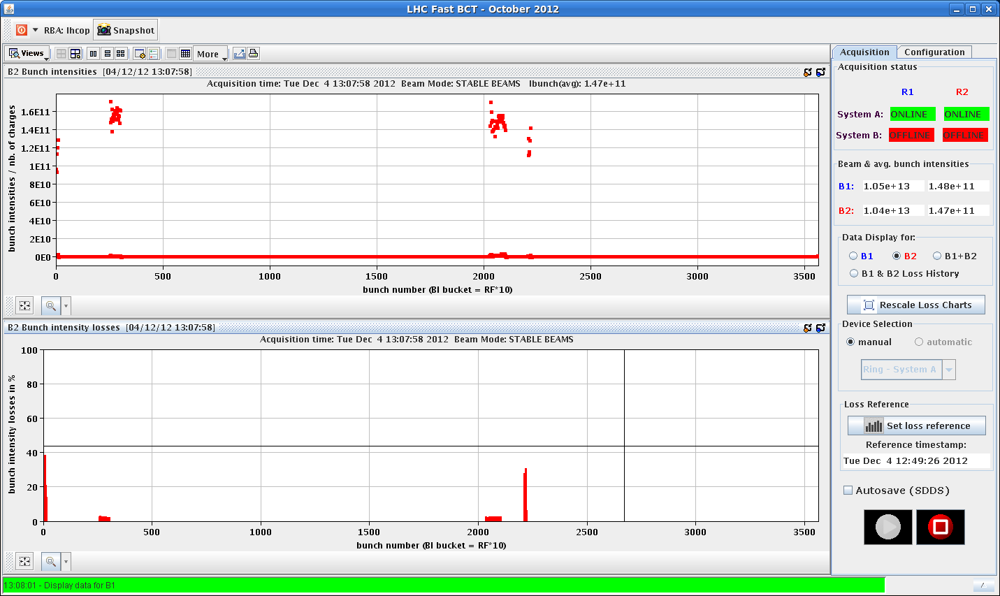 LHC Fast BCT - October 2012
RBA: lhcop
Snapshot
Views
More
B2 Bunch intensities [04/12/12 13:07:58]
Acquisition time: Tue Dec 4 13:07:58 2012 Beam Mode: STABLE BEAMS Ibunch(avg): 1.47e+11
bunch intensities / nb. of charges
1.6E11
1.4E11
1.2E11
1E11
8E10
6E10
4E10
2E10
0E0
0 500 1000 1500 2000 2500 3000 3500
bunch number (BI bucket = RF*10)
B2 Bunch intensity losses [04/12/12 13:07:58]
Acquisition time: Tue Dec 4 13:07:58 2012 Beam Mode: STABLE BEAMS
bunch intensity losses in %
100
80
60
40
20
0
0 500 1000 1500 2000 2500 3000 3500
bunch number (BI bucket = RF*10)
13:08:01 - Display data for B1
Acquisition Configuration
Acquisition status
R1 R2
System A: ONLINE ONLINE
System B: OFFLINE OFFLINE
Beam & avg. bunch intensities
B1: 1.05e+13 1.48e+11
B2: 1.04e+13 1.47e+11
Data Display for:
B1 B2 B1+B2
B1 & B2 Loss History
Rescale Loss Charts
Device Selection
manual automatic
Ring - System A
Loss Reference
Set loss reference
Reference timestamp:
Tue Dec 4 12:49:26 2012
Autosave (SDDS)